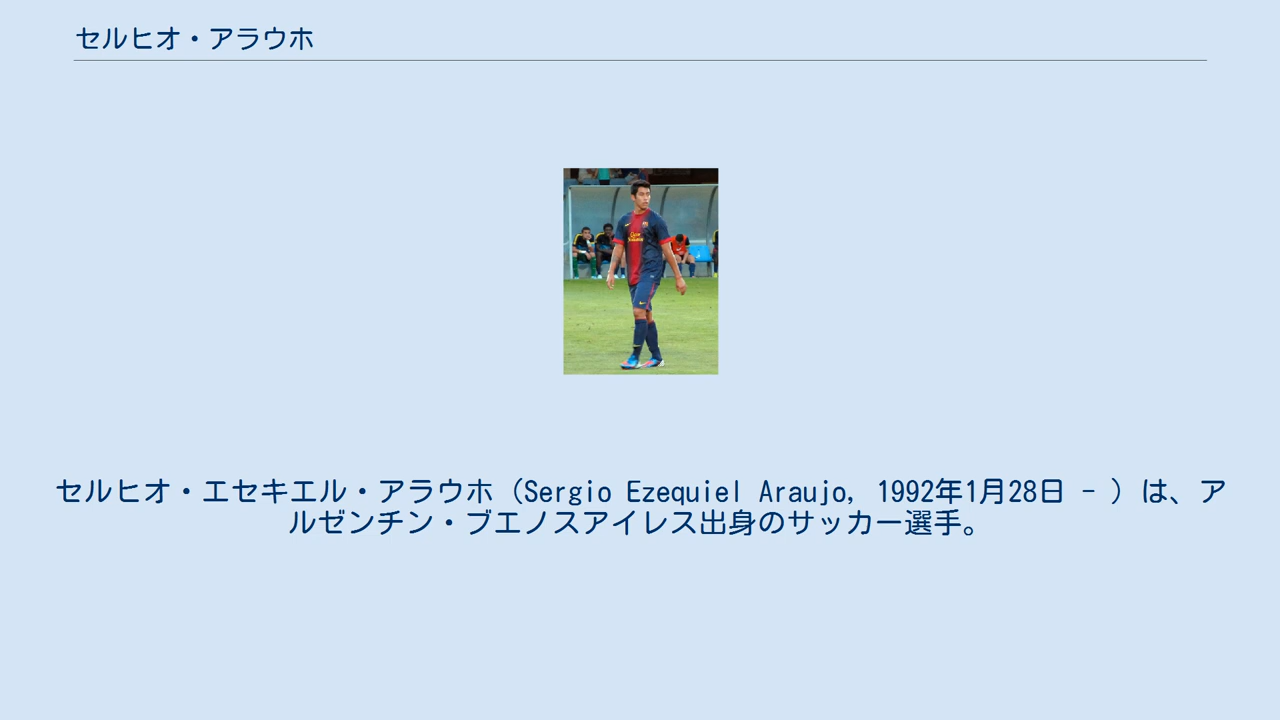 セルヒオ・アラウホ
セルヒオ・エセキエル・アラウホ（Sergio Ezequiel Araujo, 1992年1月28日 - ）は、ア
ルゼンチン・ブエノスアイレス出身のサッカー選手。